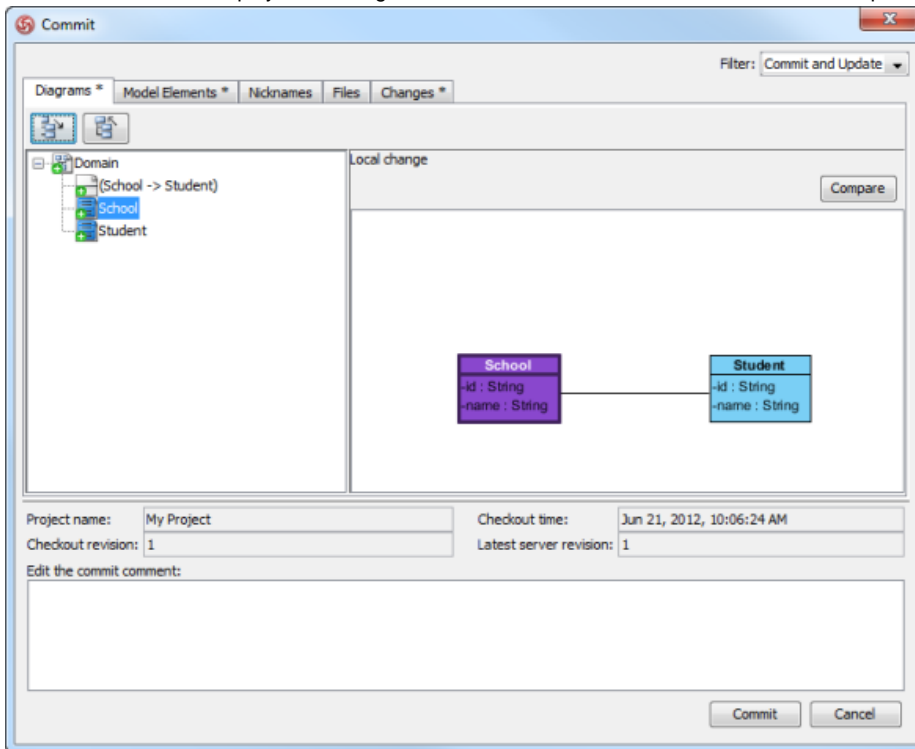 Commit
Filter: Commit and Update
Diagrams * Model Elements * Nicknames Files Changes *
Domain
(School -> Student)
School
Student
Local change
Compare
School
-id : String
-name : String
Student
-id : String
-name : String
Project name: My Project
Checkout time: Jun 21, 2012, 10:06:24 AM
Checkout revision: 1
Latest server revision: 1
Edit the commit comment:
Commit Cancel